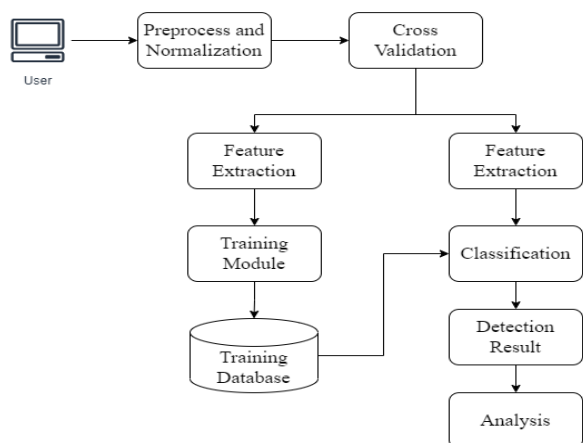 Preprocess and
Normalization
Cross
Validation
User
Feature
Extraction
Feature
Extraction
Training
Module
Classification
Training
Database
Detection
Result
Analysis